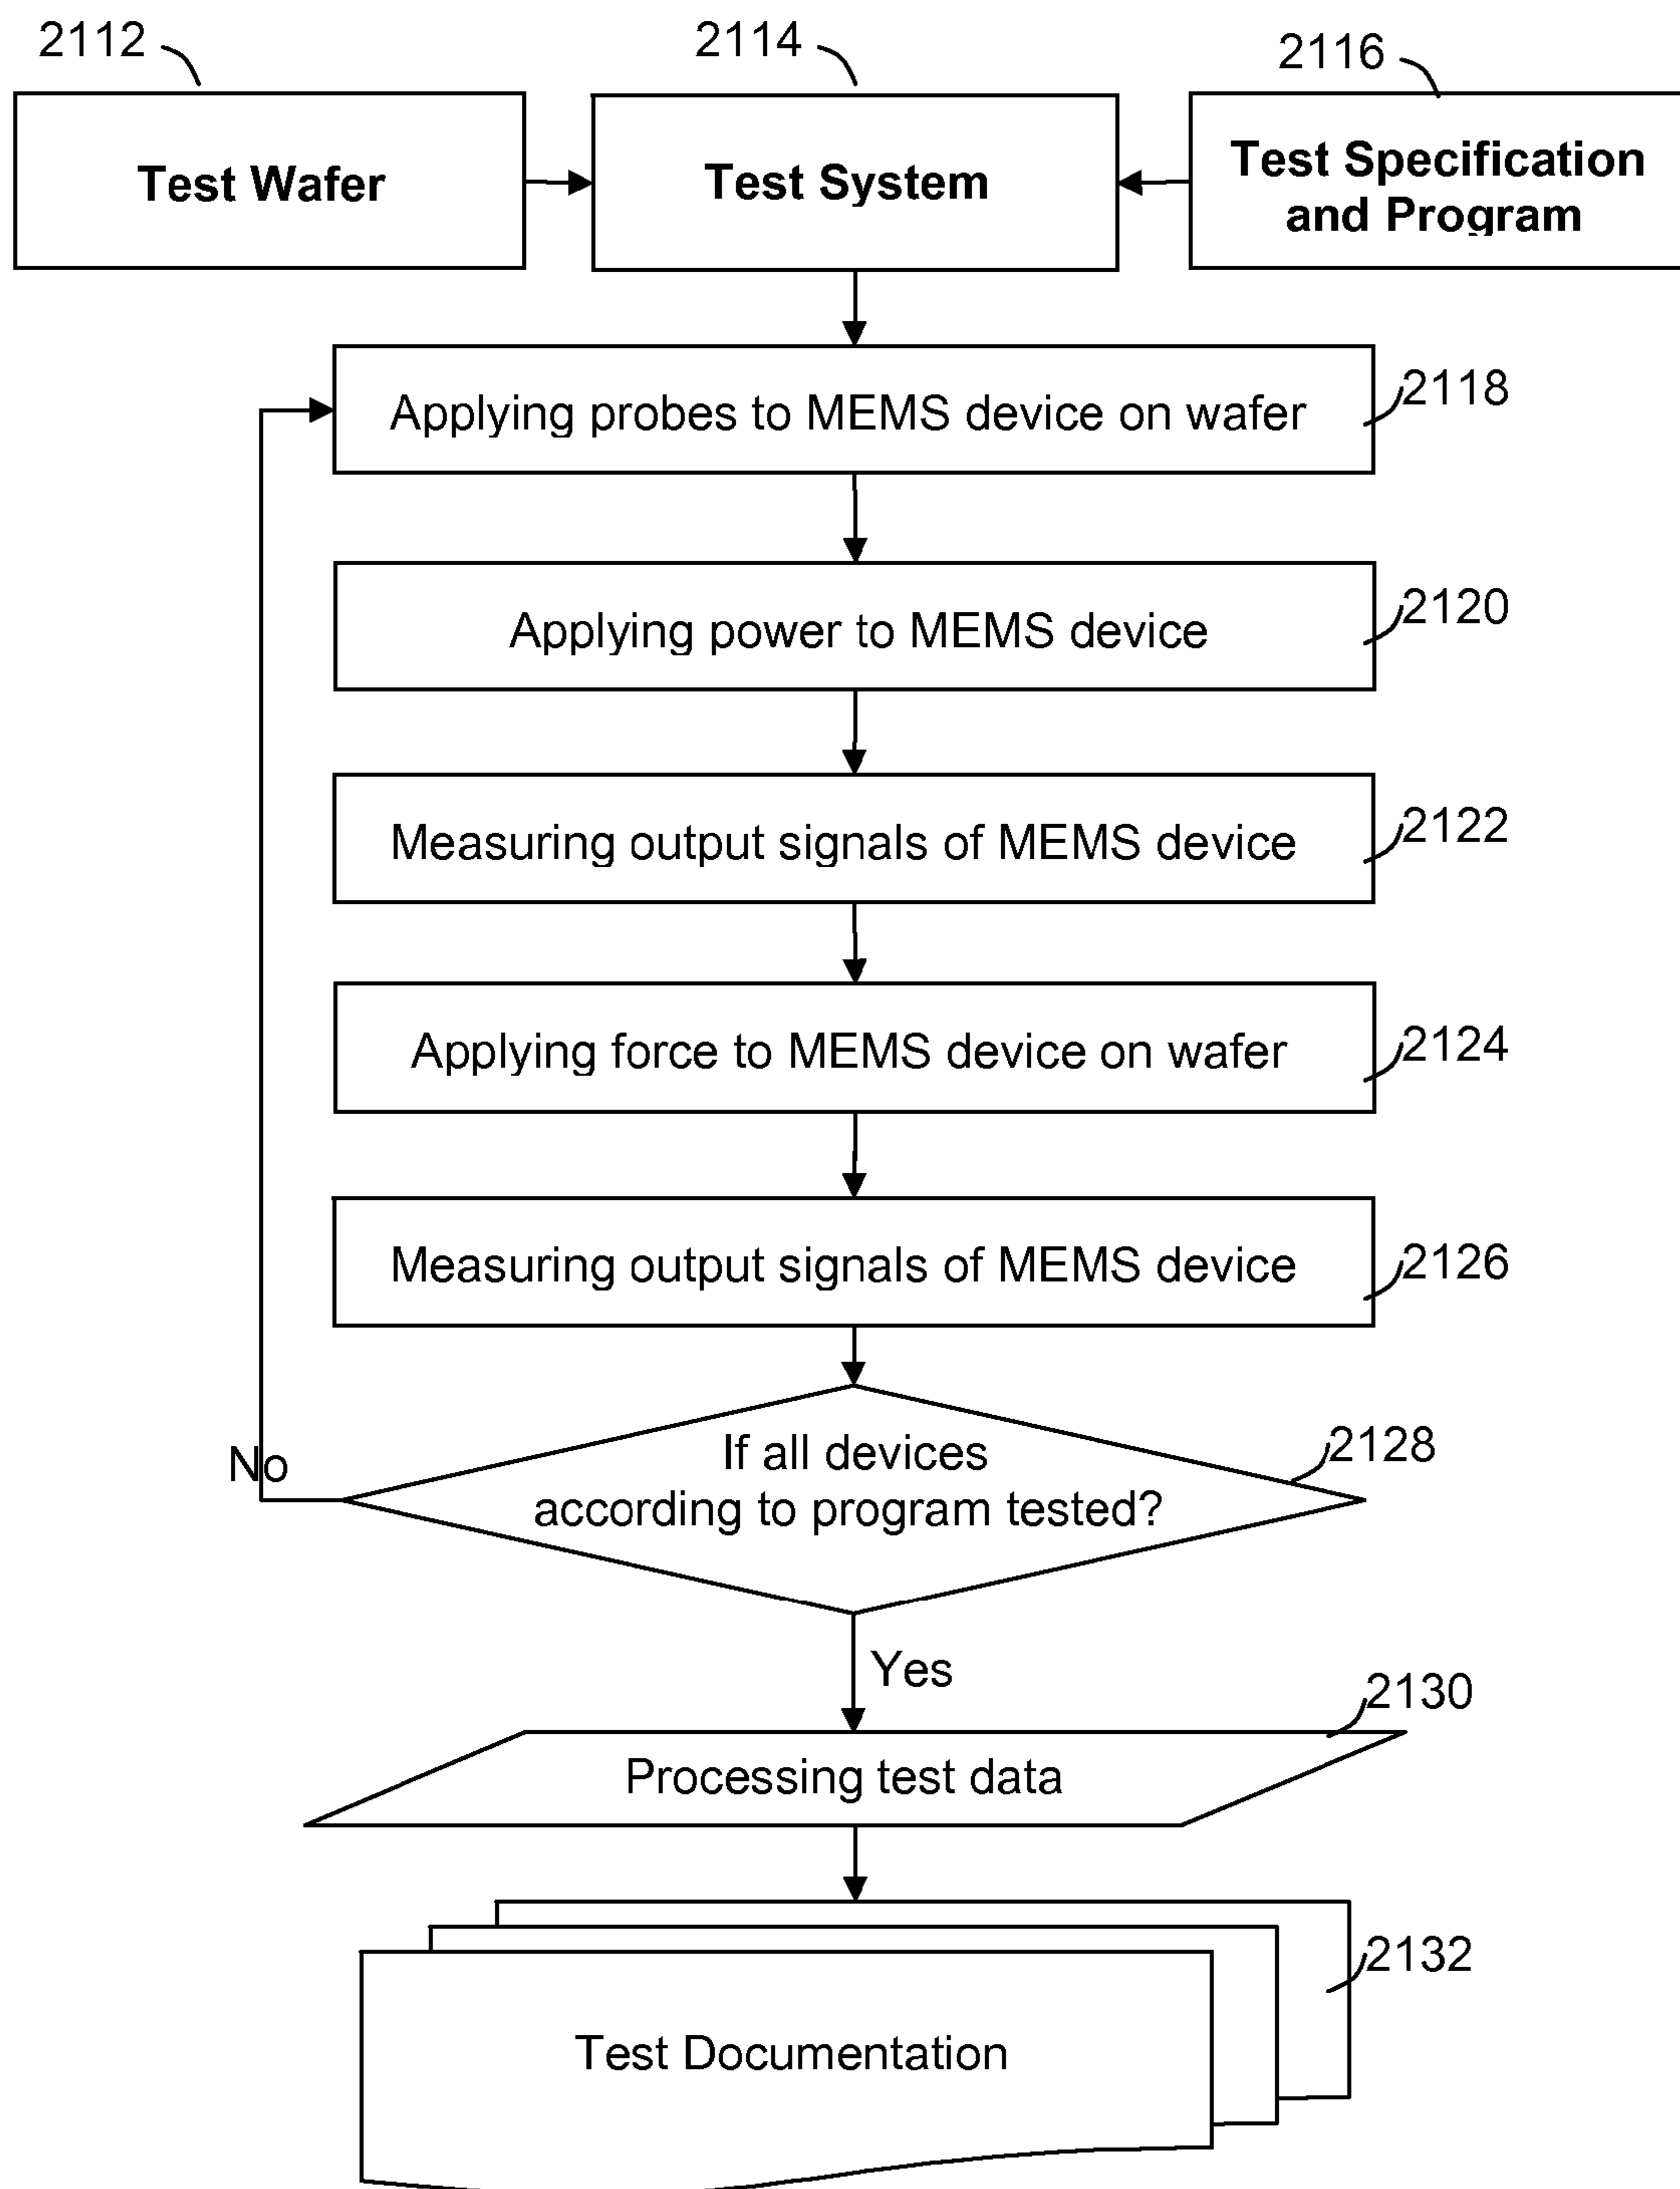 2112
2114
2116
Test Wafer
Test System
Test Specification
and Program
Applying probes to MEMS device on wafer
2118
Applying power to MEMS device
2120
Measuring output signals of MEMS device
2122
Applying force to MEMS device on wafer
2124
Measuring output signals of MEMS device
2126
If all devices
according to program tested?
2128
No
Yes
2130
Processing test data
2132
Test Documentation